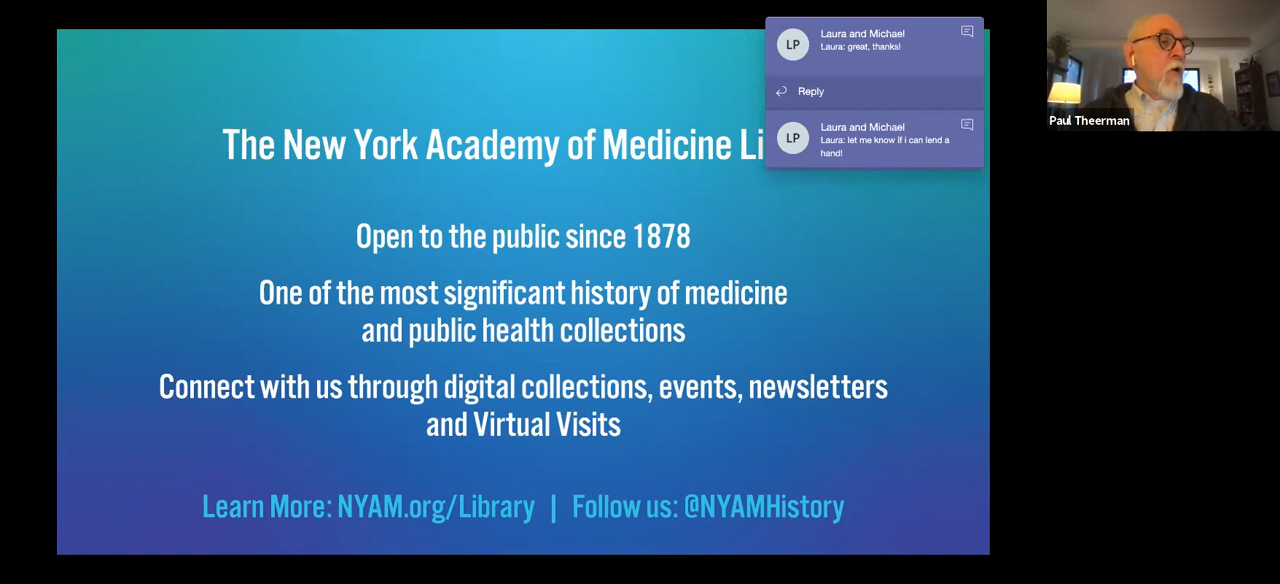 The New York Academy of Medicine Li
Open to the public since 1878
One of the most significant history of medicine
and public health collections
Connect with us through digital collections, events, newsletters
and Virtual Visits
Learn More: NYAM.org/Library | Follow us: @NYAMHistory
LP
Laura and Michael
Laura: great, thanks!
Reply
LP
Laura and Michael
Laura: let me know if i can lend a
hand!
Paul Theerman